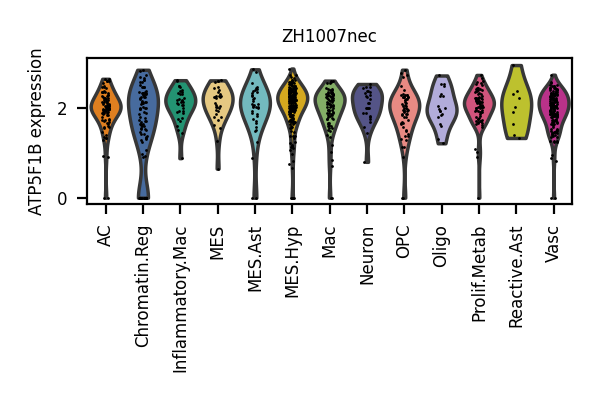 ZH1007nec
ATP5F1B expression
2
0
AC
Chromatin.Reg
Inflammatory.Mac
MES
MES.Ast
MES.Hyp
Mac
Neuron
OPC
Oligo
Prolif.Metab
Reactive.Ast
Vasc